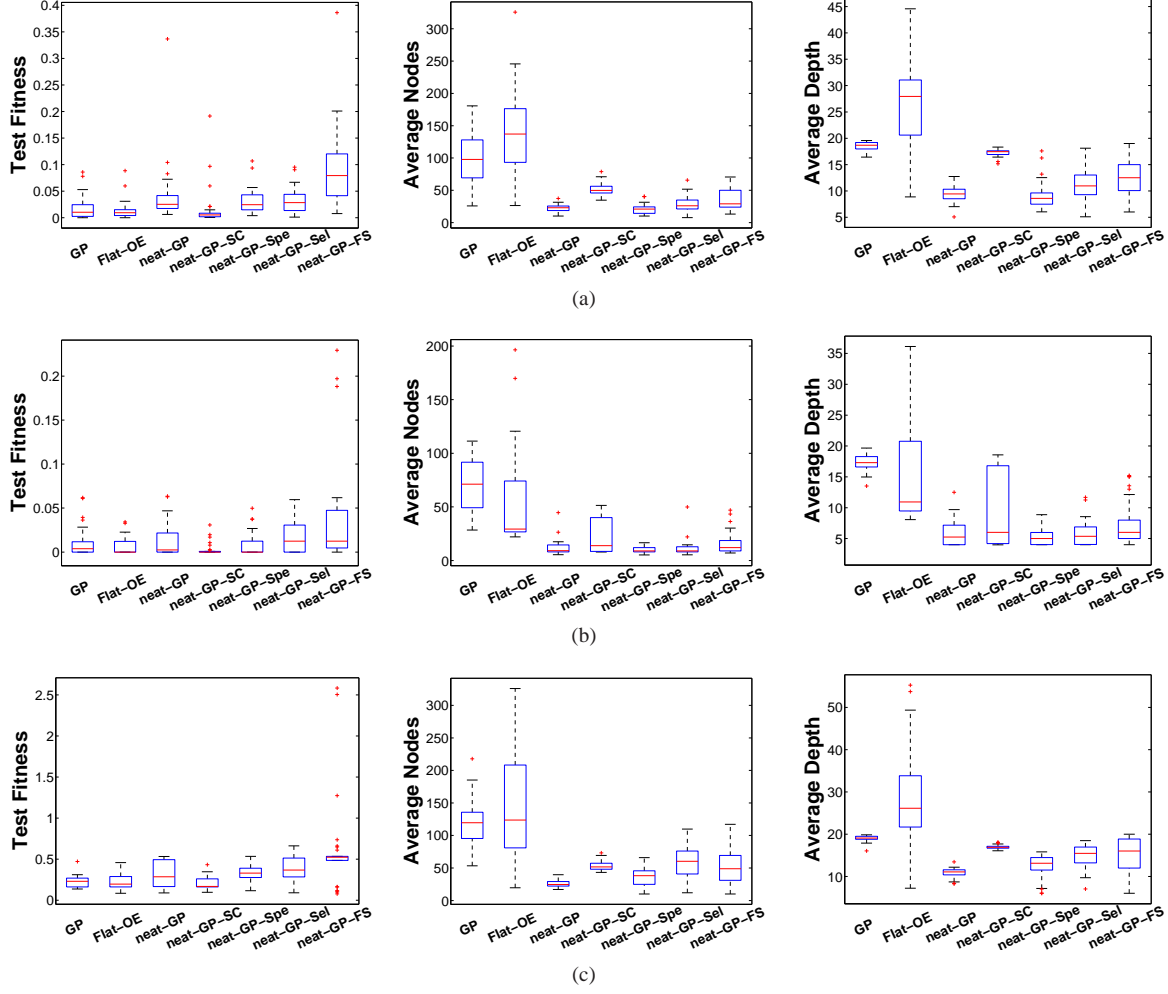 Test Fitness
0.4
0.35
0.3
0.25
0.2
0.15
0.1
0.05
0
GP
Flat-OE
neat-GP
neat-GP-SC
neat-GP-Spe
neat-GP-Sel
neat-GP-FS
Average Nodes
300
250
200
150
100
50
0
GP
Flat-OE
neat-GP
neat-GP-SC
neat-GP-Spe
neat-GP-Sel
neat-GP-FS
Average Depth
45
40
35
30
25
20
15
10
5
GP
Flat-OE
neat-GP
neat-GP-SC
neat-GP-Spe
neat-GP-Sel
neat-GP-FS
(a)
Test Fitness
0.2
0.15
0.1
0.05
0
GP
Flat-OE
neat-GP
neat-GP-SC
neat-GP-Spe
neat-GP-Sel
neat-GP-FS
Average Nodes
200
150
100
50
0
GP
Flat-OE
neat-GP
neat-GP-SC
neat-GP-Spe
neat-GP-Sel
neat-GP-FS
Average Depth
35
30
25
20
15
10
5
GP
Flat-OE
neat-GP
neat-GP-SC
neat-GP-Spe
neat-GP-Sel
neat-GP-FS
(b)
Test Fitness
2.5
2
1.5
1
0.5
0
GP
Flat-OE
neat-GP
neat-GP-SC
neat-GP-Spe
neat-GP-Sel
neat-GP-FS
Average Nodes
300
250
200
150
100
50
0
GP
Flat-OE
neat-GP
neat-GP-SC
neat-GP-Spe
neat-GP-Sel
neat-GP-FS
Average Depth
50
40
30
20
10
GP
Flat-OE
neat-GP
neat-GP-SC
neat-GP-Spe
neat-GP-Sel
neat-GP-FS
(c)